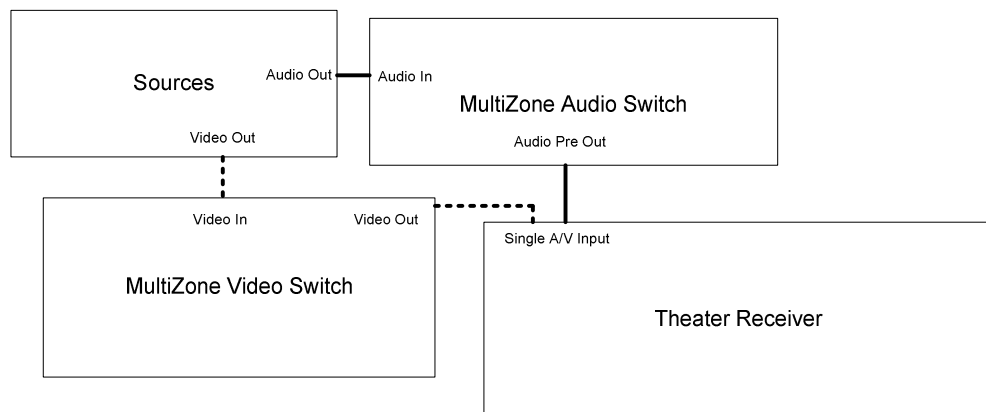 Sources
Audio Out
Video Out
Audio In
MultiZone Audio Switch
Audio Pre Out
Video In
Video Out
MultiZone Video Switch
Single A/V Input
Theater Receiver